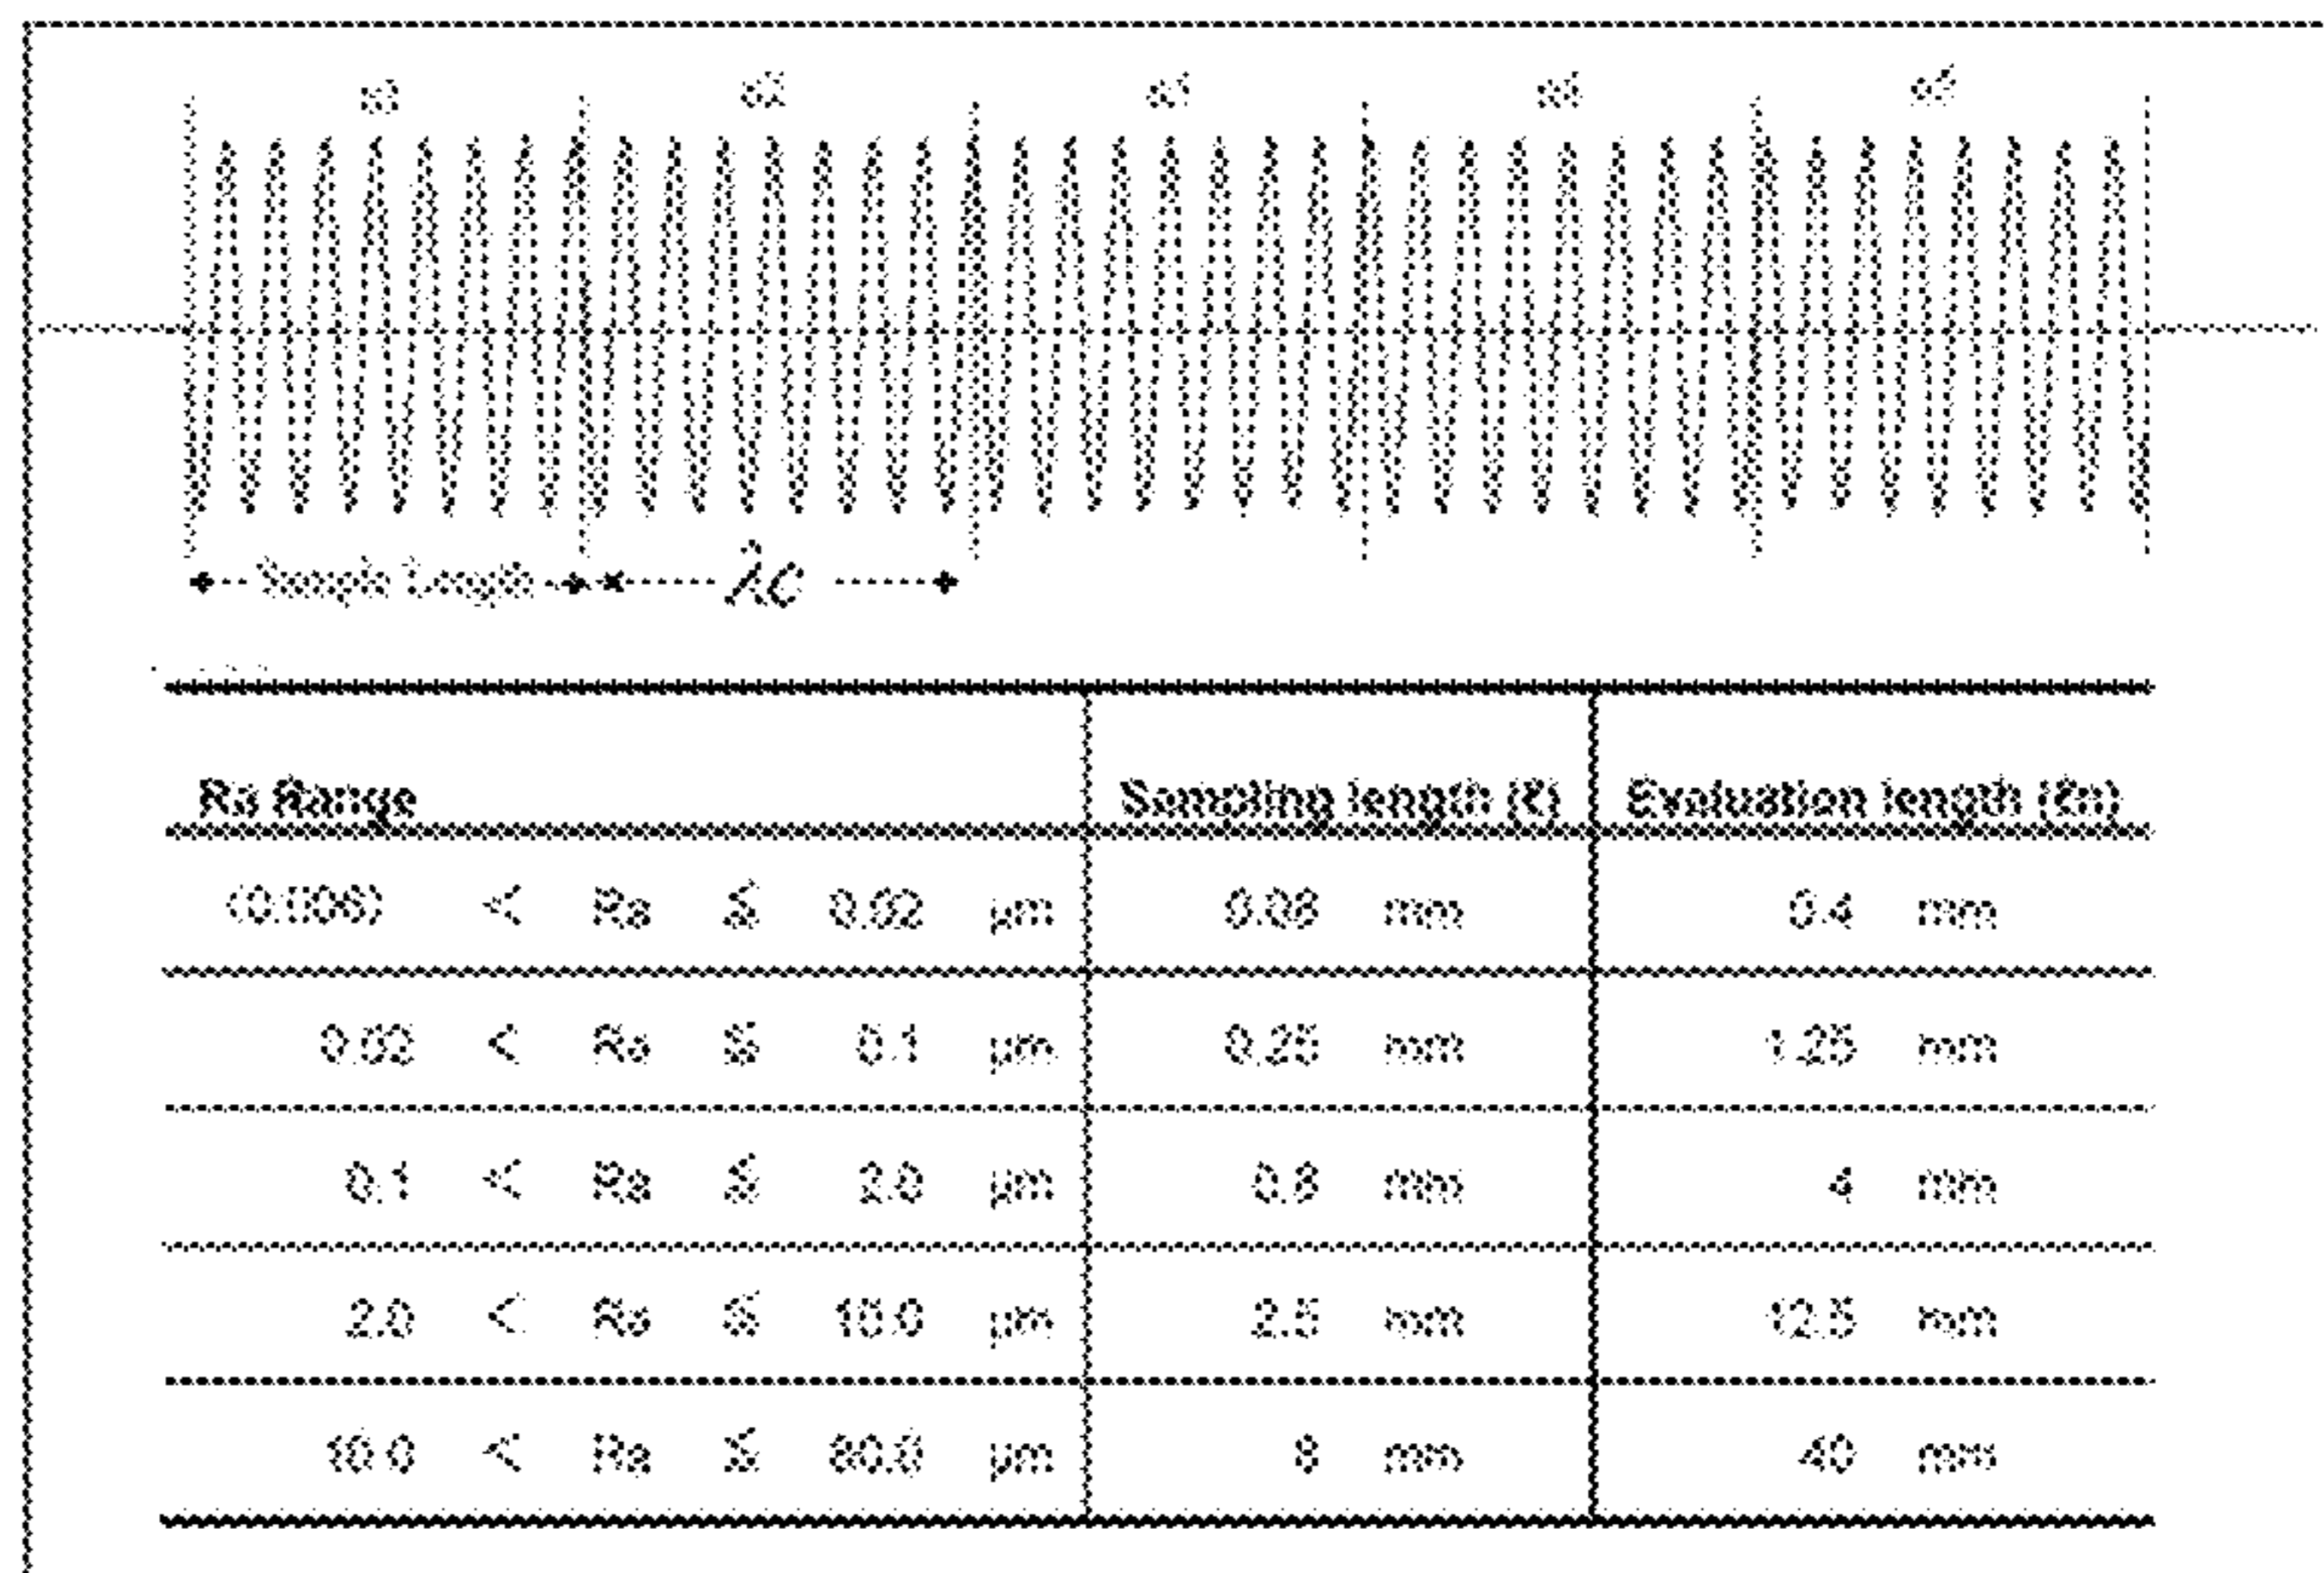 Sample Length λc
Ra Range Sampling length (ℓ) Evaluation length (ℓn)
(0.006) < Ra ≤ 0.02 μm 0.08 mm 0.4 mm
0.02 < Ra ≤ 0.1 μm 0.25 mm 1.25 mm
0.1 < Ra ≤ 2.0 μm 0.8 mm 4 mm
2.0 < Ra ≤ 10.0 μm 2.5 mm 12.5 mm
10.0 < Ra ≤ 80.0 μm 8 mm 40 mm